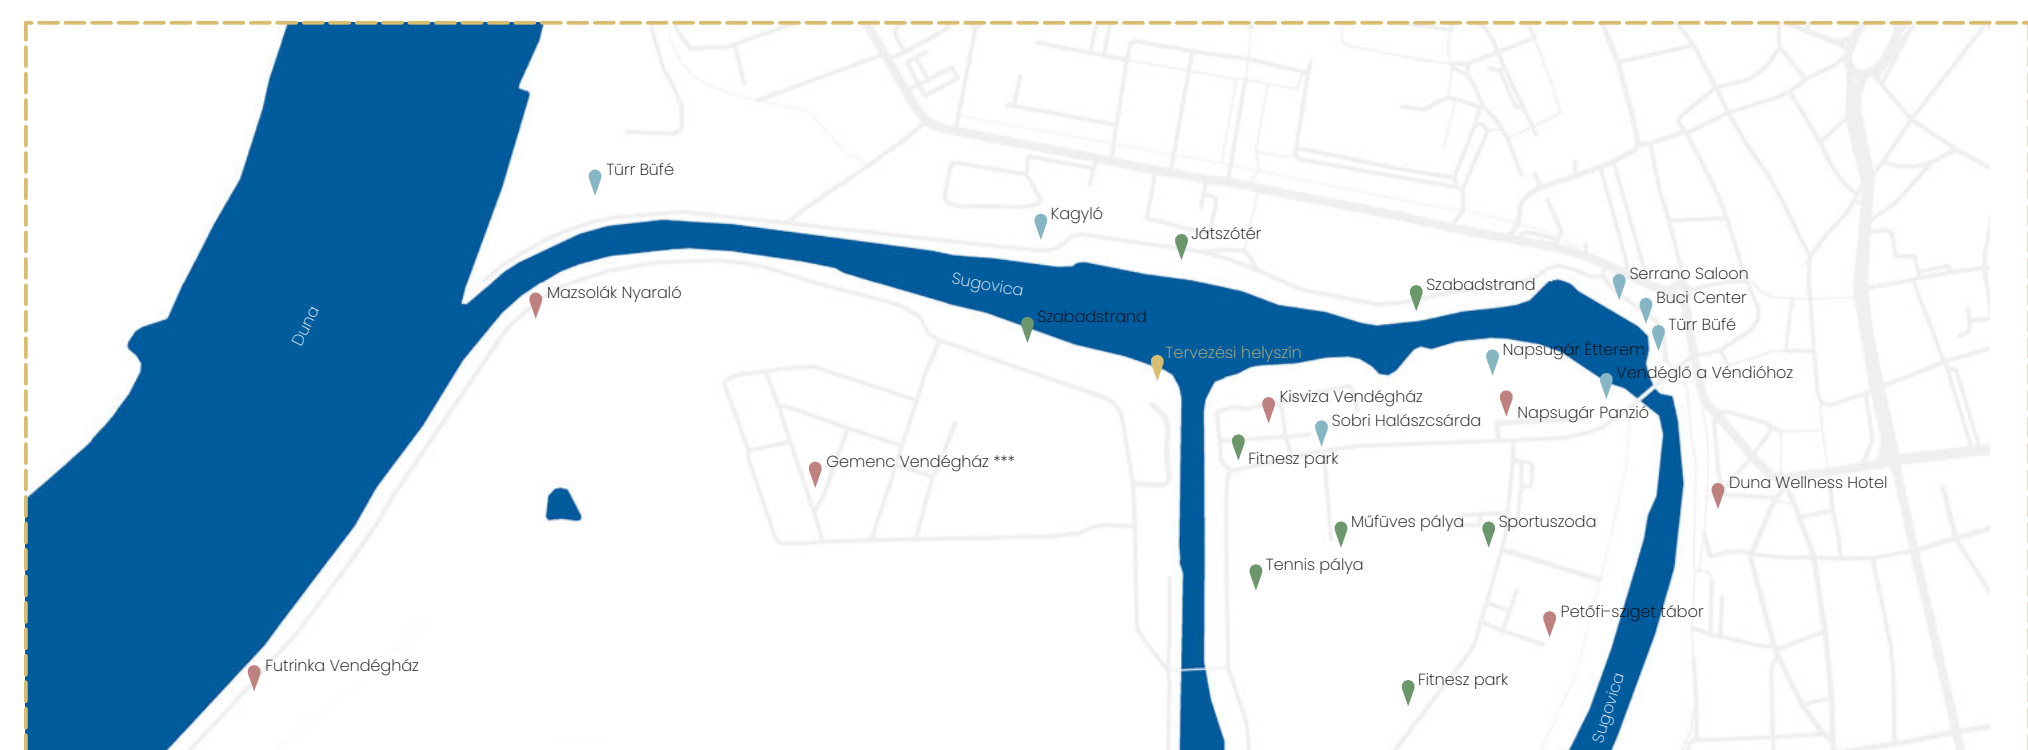 Türr Büfé
Kagyló
Játszótér
Serrano Saloon
Sugovica
Szabadstrand
Mazsolák Nyaraló
Buci Center
Duna
Szabadstrand
Türr Büfé
Tervezési helyszín
Napsugár Étterem
Vendéglő a Véndióhoz
Kisviza Vendégház
Napsugár Panzió
Sobri Halászcsárda
Fitnesz park
Gemenc Vendégház ***
Duna Wellness Hotel
Műfüves pálya
Sportuszoda
Tennis pálya
Petőfi-sziget tábor
Futrinka Vendégház
Fitnesz park
Sugovica